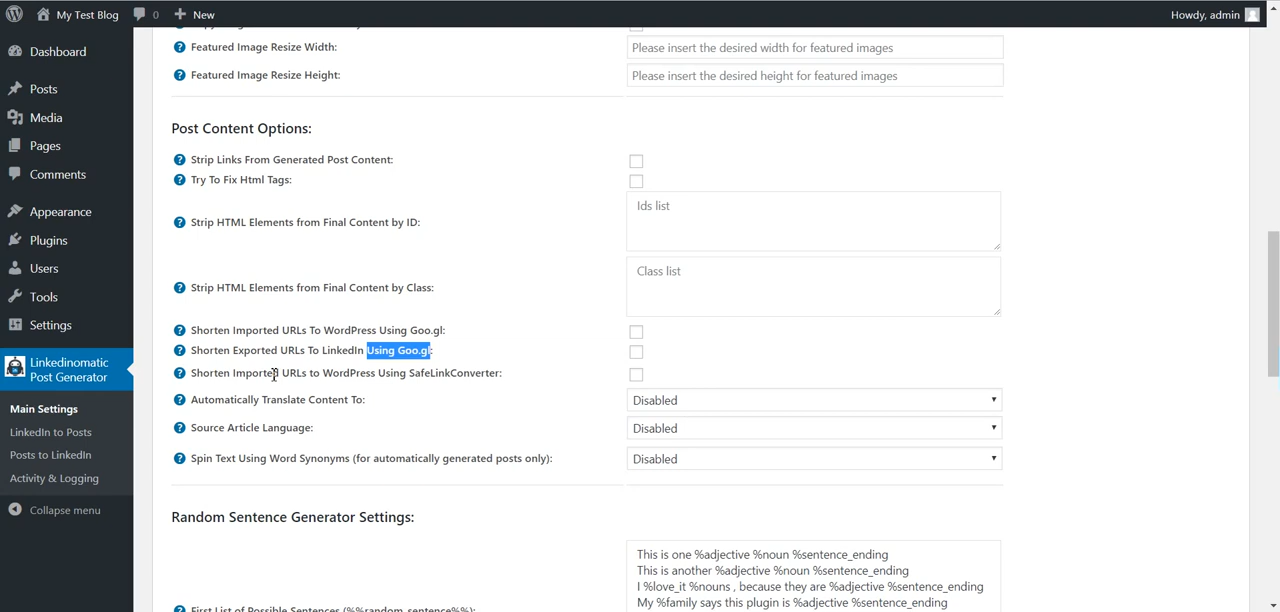 My Test Blog
0
New
Howdy, admin
Dashboard
Posts
Media
Pages
Comments
Appearance
Plugins
Users
Tools
Settings
Linkedinomatic
Post Generator
Main Settings
LinkedIn to Posts
Posts to LinkedIn
Activity & Logging
Collapse menu
Featured Image Resize Width:
Please insert the desired width for featured images
Featured Image Resize Height:
Please insert the desired height for featured images
Post Content Options:
Strip Links From Generated Post Content:
Try To Fix Html Tags:
Strip HTML Elements from Final Content by ID:
Ids list
Strip HTML Elements from Final Content by Class:
Class list
Shorten Imported URLs To WordPress Using Goo.gl:
Shorten Exported URLs To LinkedIn Using Goo.gl:
Shorten Imported URLs to WordPress Using SafeLinkConverter:
Automatically Translate Content To:
Disabled
Source Article Language:
Disabled
Spin Text Using Word Synonyms (for automatically generated posts only):
Disabled
Random Sentence Generator Settings:
This is one %adjective %noun %sentence_ending
This is another %adjective %noun %sentence_ending
I %love_it %nouns , because they are %adjective %sentence_ending
My %family says this plugin is %adjective %sentence_ending
First List of Possible Sentences (%%random_sentence%%):